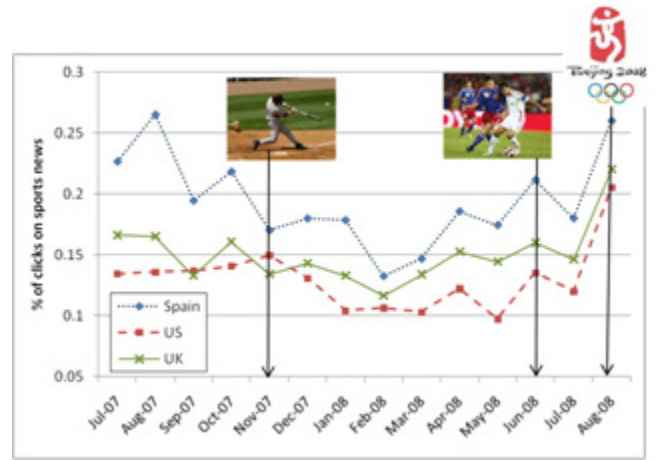 Beijing 2008
0.3
0.25
0.2
0.15
0.1
0.05
% of clicks on sports news
Spain
US
UK
Jul-07
Aug-07
Sep-07
Oct-07
Nov-07
Dec-07
Jan-08
Feb-08
Mar-08
Apr-08
May-08
Jun-08
Jul-08
Aug-08